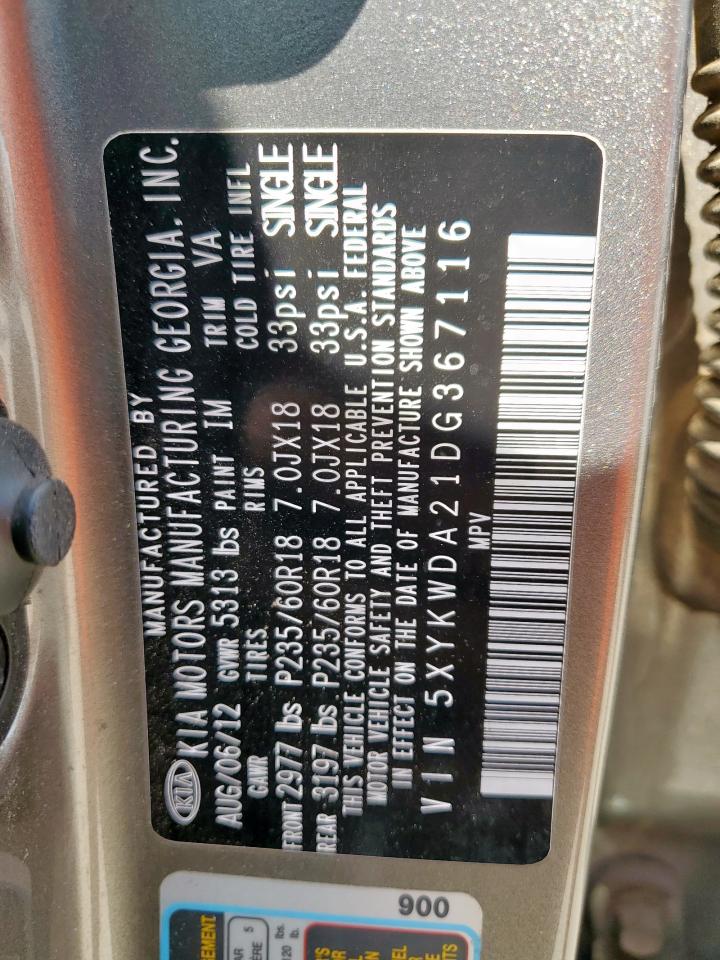 MANUFACTURED BY
KIA KIA MOTORS MANUFACTURING GEORGIA, INC.
AUG/06/12 GVWR 5313 lbs PAINT IM TRIM VA
GAWR TIRES RIMS COLD TIRE INFL
FRONT 2977 lbs P235/60R18 7.0JX18 33psi SINGLE
REAR 3197 lbs P235/60R18 7.0JX18 33psi SINGLE
THIS VEHICLE CONFORMS TO ALL APPLICABLE U.S.A. FEDERAL
MOTOR VEHICLE SAFETY AND THEFT PREVENTION STANDARDS
IN EFFECT ON THE DATE OF MANUFACTURE SHOWN ABOVE
VIN 5XYKWDA21DG367116
MPV
900